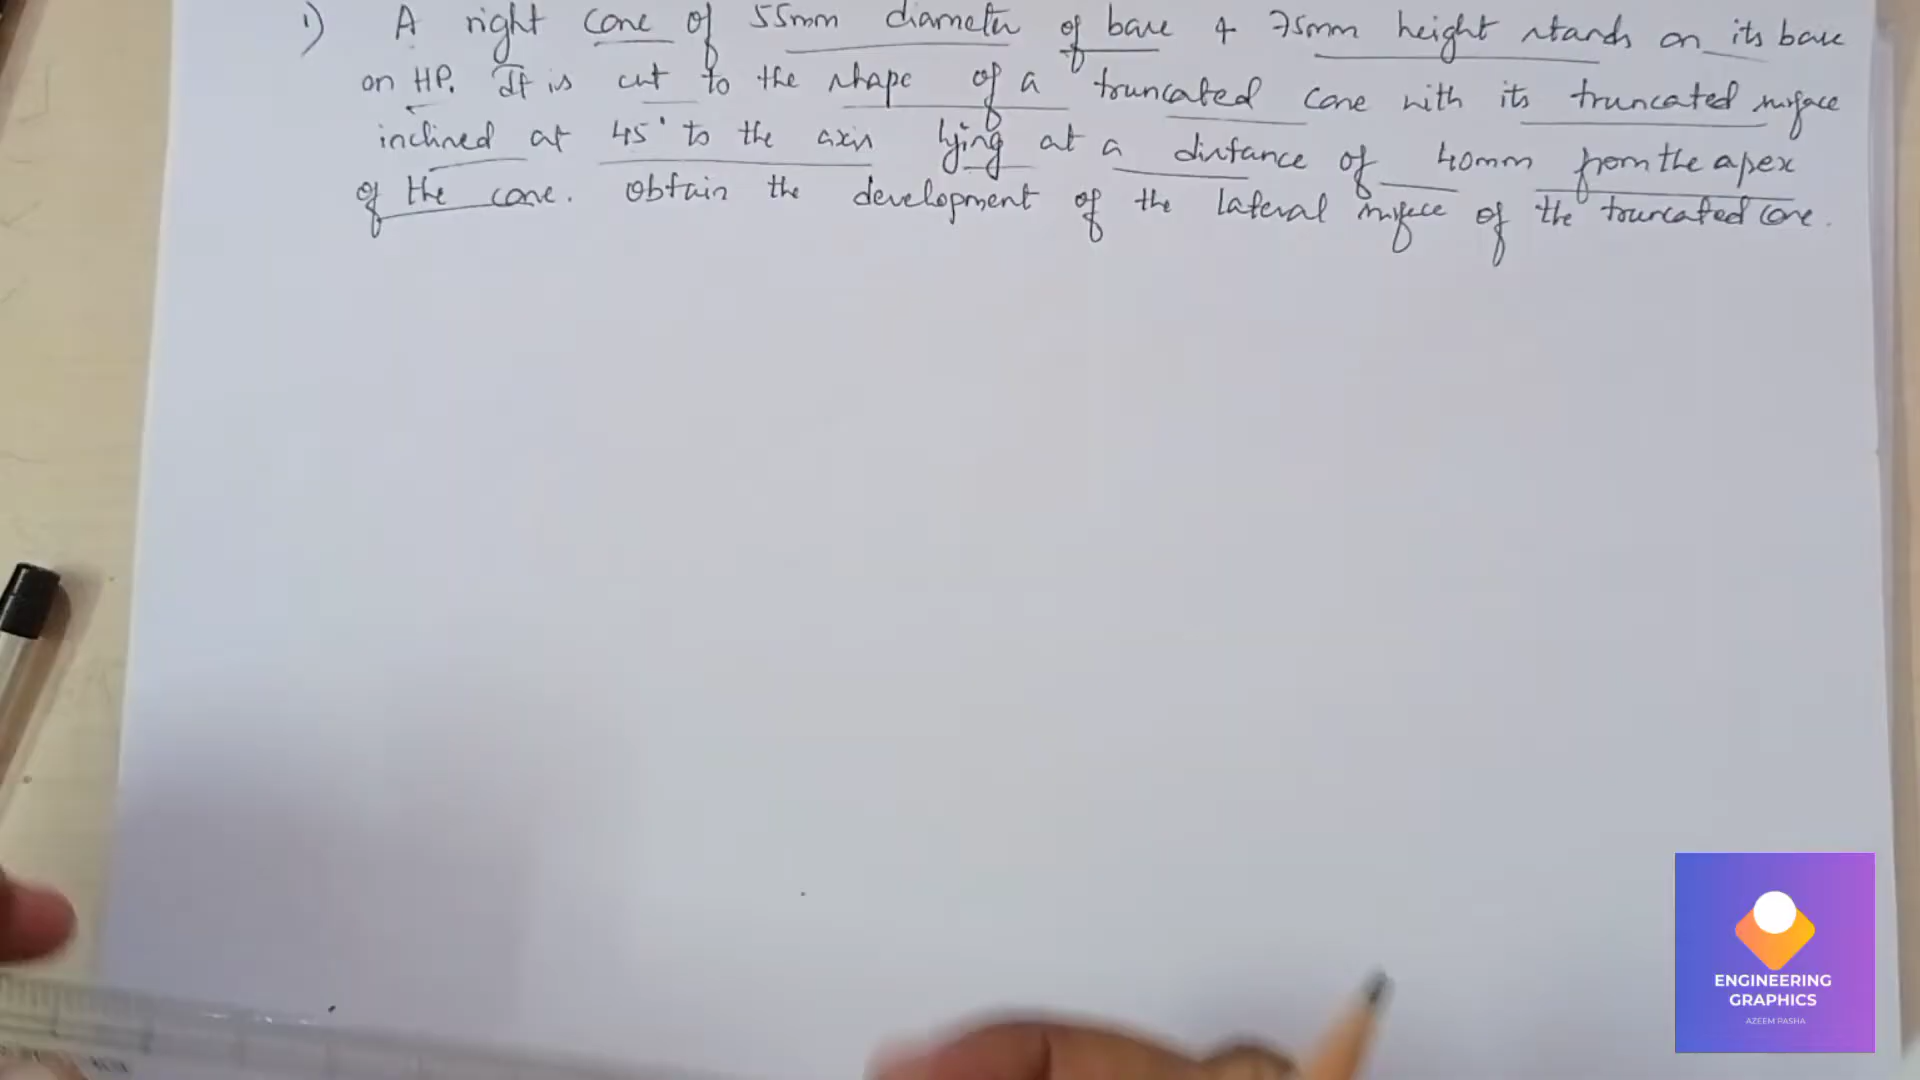 1) A right cone of 55mm diameter of base & 75mm height stands on its base
on HP. It is cut to the shape of a truncated cone with its truncated surface
inclined at 45° to the axis lying at a distance of 40mm from the apex
of the cone. Obtain the development of the lateral surface of the truncated cone.
ENGINEERING
GRAPHICS
AZEEM PASHA